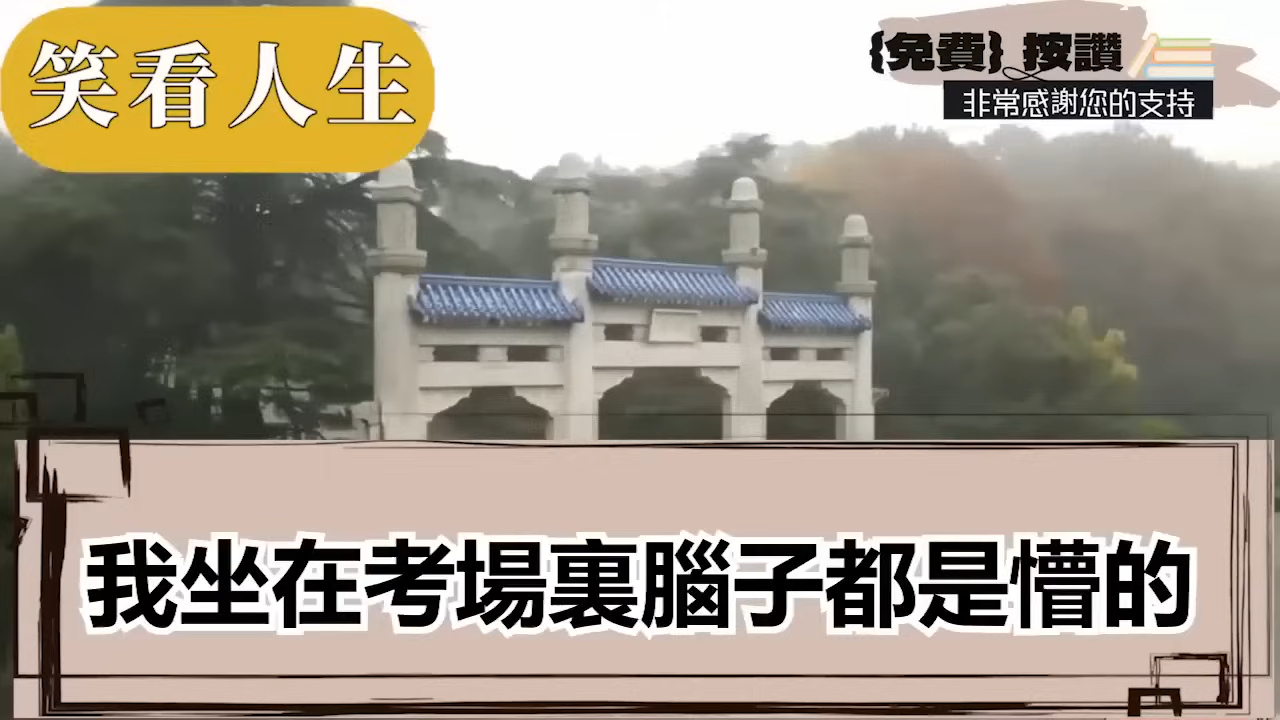 笑看人生
{免費} 按讚
非常感謝您的支持
我坐在考場裏腦子都是懵的